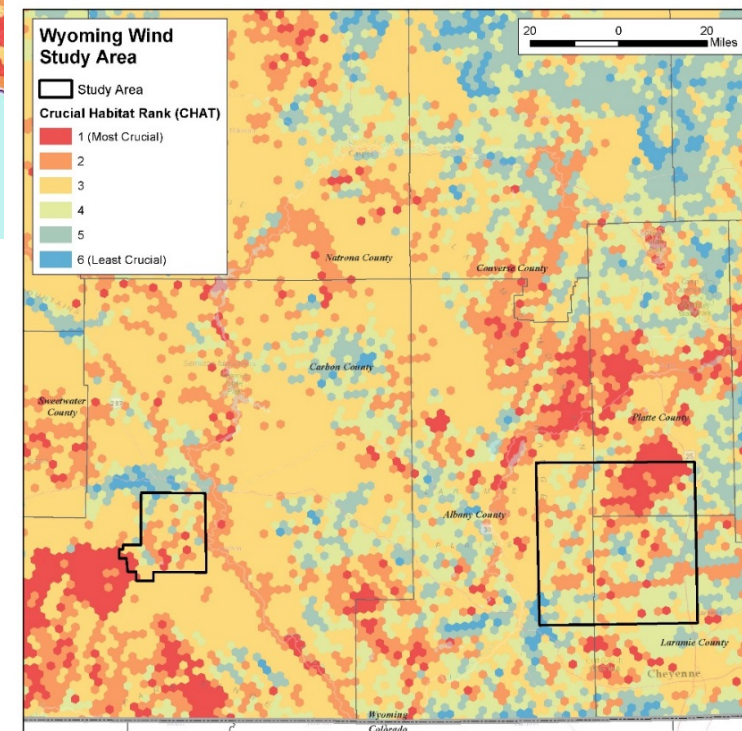 Wyoming Wind
Study Area
Study Area
Crucial Habitat Rank (CHAT)
1 (Most Crucial)
2
3
4
5
6 (Least Crucial)
20 0 20
Miles
Natrona County
Converse County
Carbon County
Sweetwater
County
Platte County
Albany County
Laramie County
Cheyenne
Wyoming
Colorado